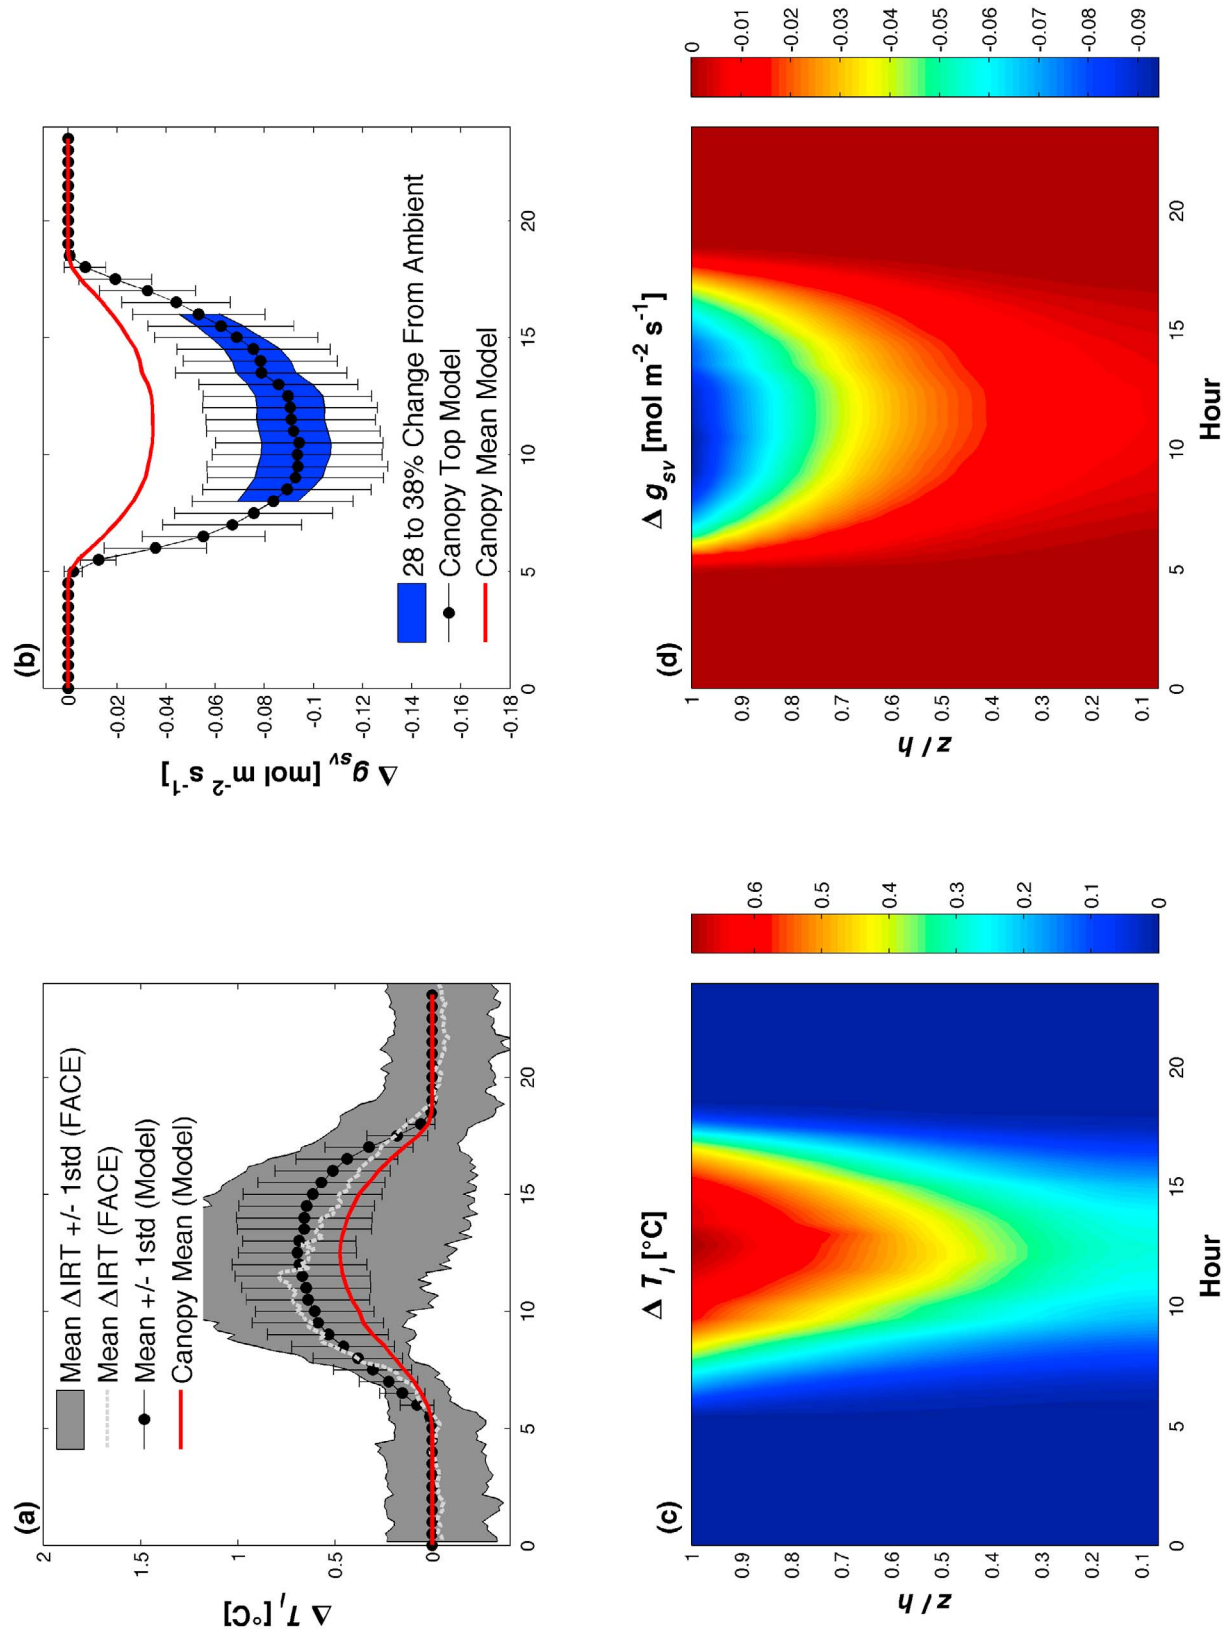 (a)
2
1.5
1
0.5
0
Δ T_l [°C]
Mean ΔIRT +/- 1std (FACE)
Mean ΔIRT (FACE)
Mean +/- 1std (Model)
Canopy Mean (Model)
0 5 10 15 20
(b)
0
-0.02
-0.04
-0.06
-0.08
-0.1
-0.12
-0.14
-0.16
-0.18
Δ g_sv [mol m⁻² s⁻¹]
28 to 38% Change From Ambient
Canopy Top Model
Canopy Mean Model
0 5 10 15 20
(c)
Δ T_l [°C]
1
0.9
0.8
0.7
0.6
0.5
0.4
0.3
0.2
0.1
z / h
0 5 10 15 20
Hour
0.6
0.5
0.4
0.3
0.2
0.1
0
(d)
Δ g_sv [mol m⁻² s⁻¹]
1
0.9
0.8
0.7
0.6
0.5
0.4
0.3
0.2
0.1
z / h
0 5 10 15 20
Hour
0
-0.01
-0.02
-0.03
-0.04
-0.05
-0.06
-0.07
-0.08
-0.09